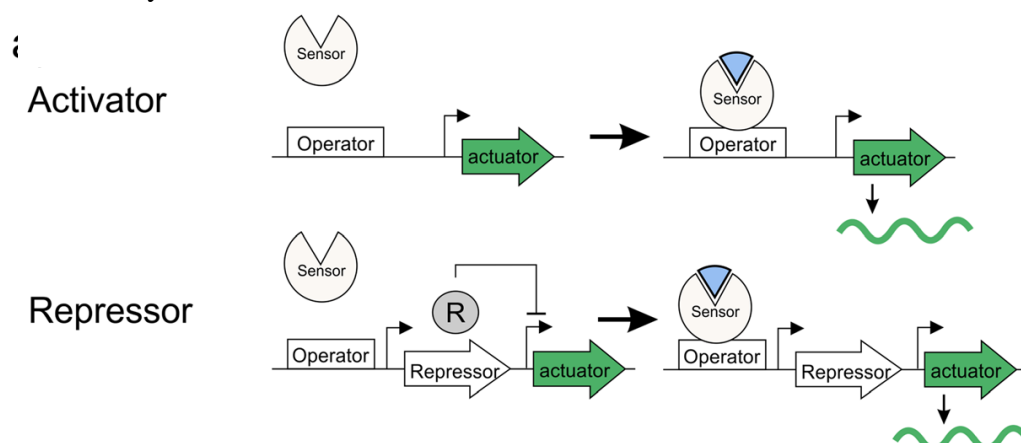 Sensor
Activator
Sensor
Operator
actuator
Operator
actuator
Sensor
Sensor
Repressor
R
Operator
Repressor
actuator
Operator
Repressor
actuator